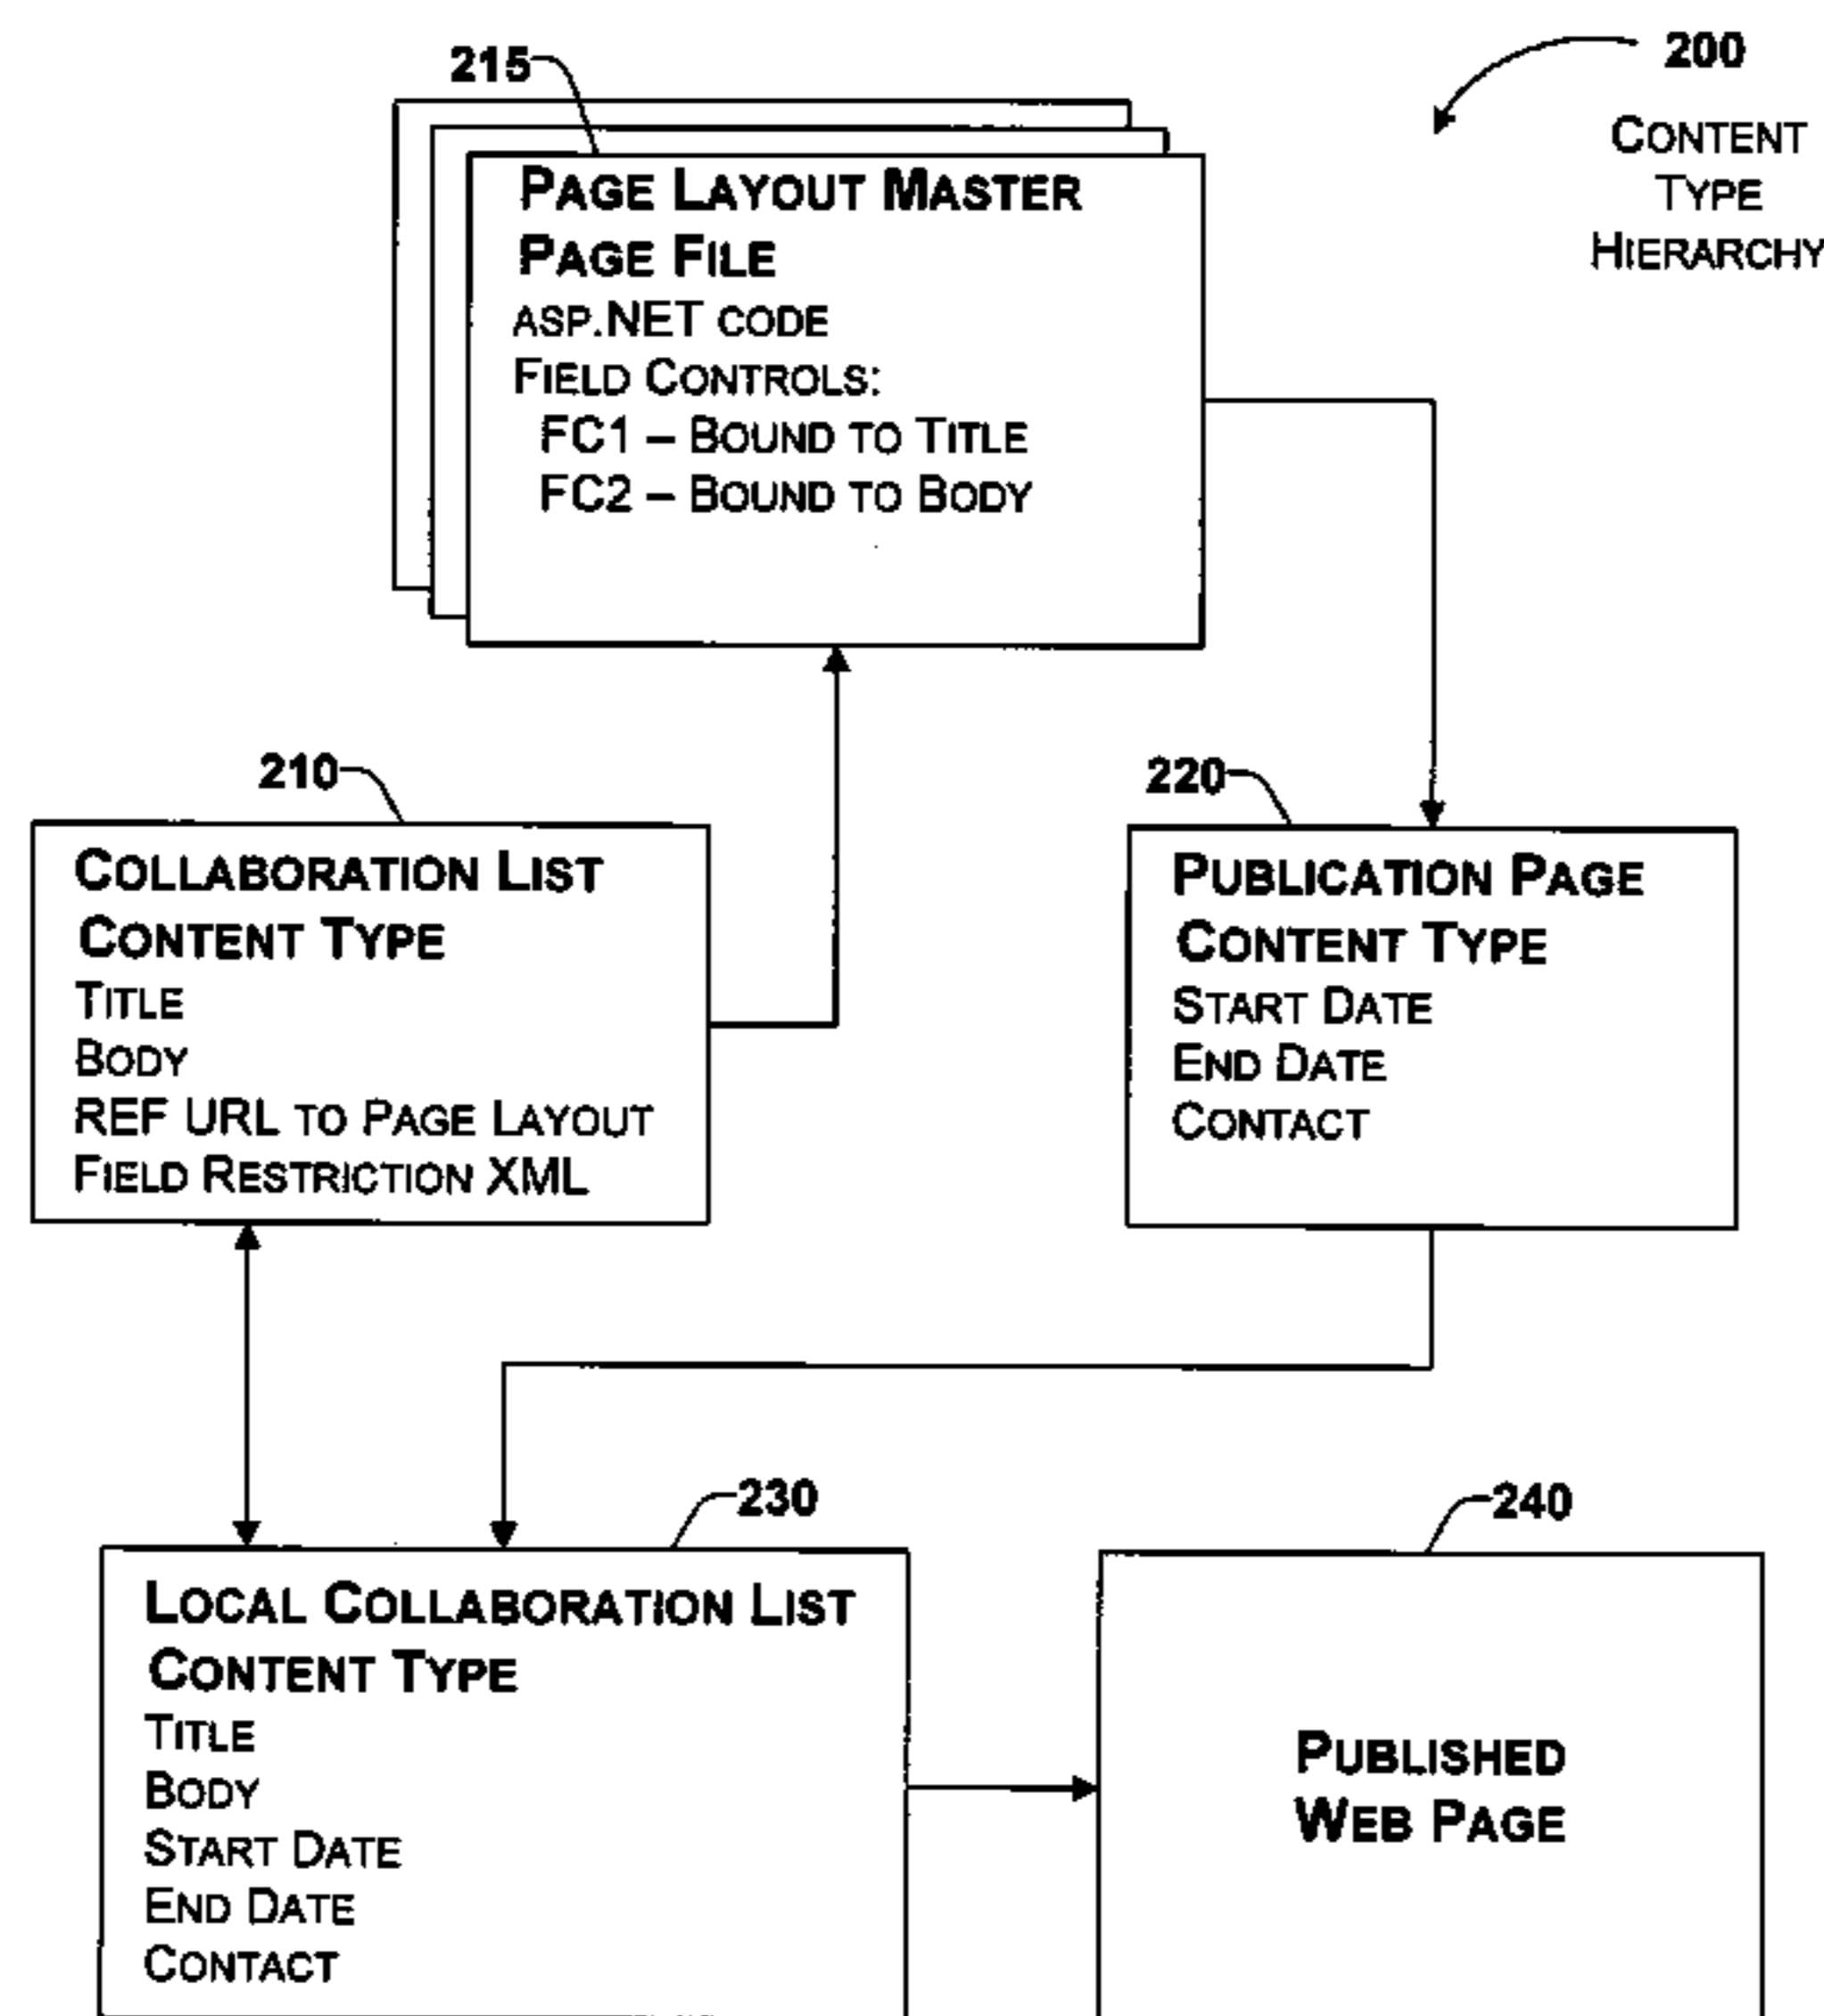 215
200
CONTENT
TYPE
HIERARCHY
PAGE LAYOUT MASTER
PAGE FILE
ASP.NET CODE
FIELD CONTROLS:
FC1 – BOUND TO TITLE
FC2 – BOUND TO BODY
210
COLLABORATION LIST
CONTENT TYPE
TITLE
BODY
REF URL TO PAGE LAYOUT
FIELD RESTRICTION XML
220
PUBLICATION PAGE
CONTENT TYPE
START DATE
END DATE
CONTACT
230
LOCAL COLLABORATION LIST
CONTENT TYPE
TITLE
BODY
START DATE
END DATE
CONTACT
240
PUBLISHED
WEB PAGE